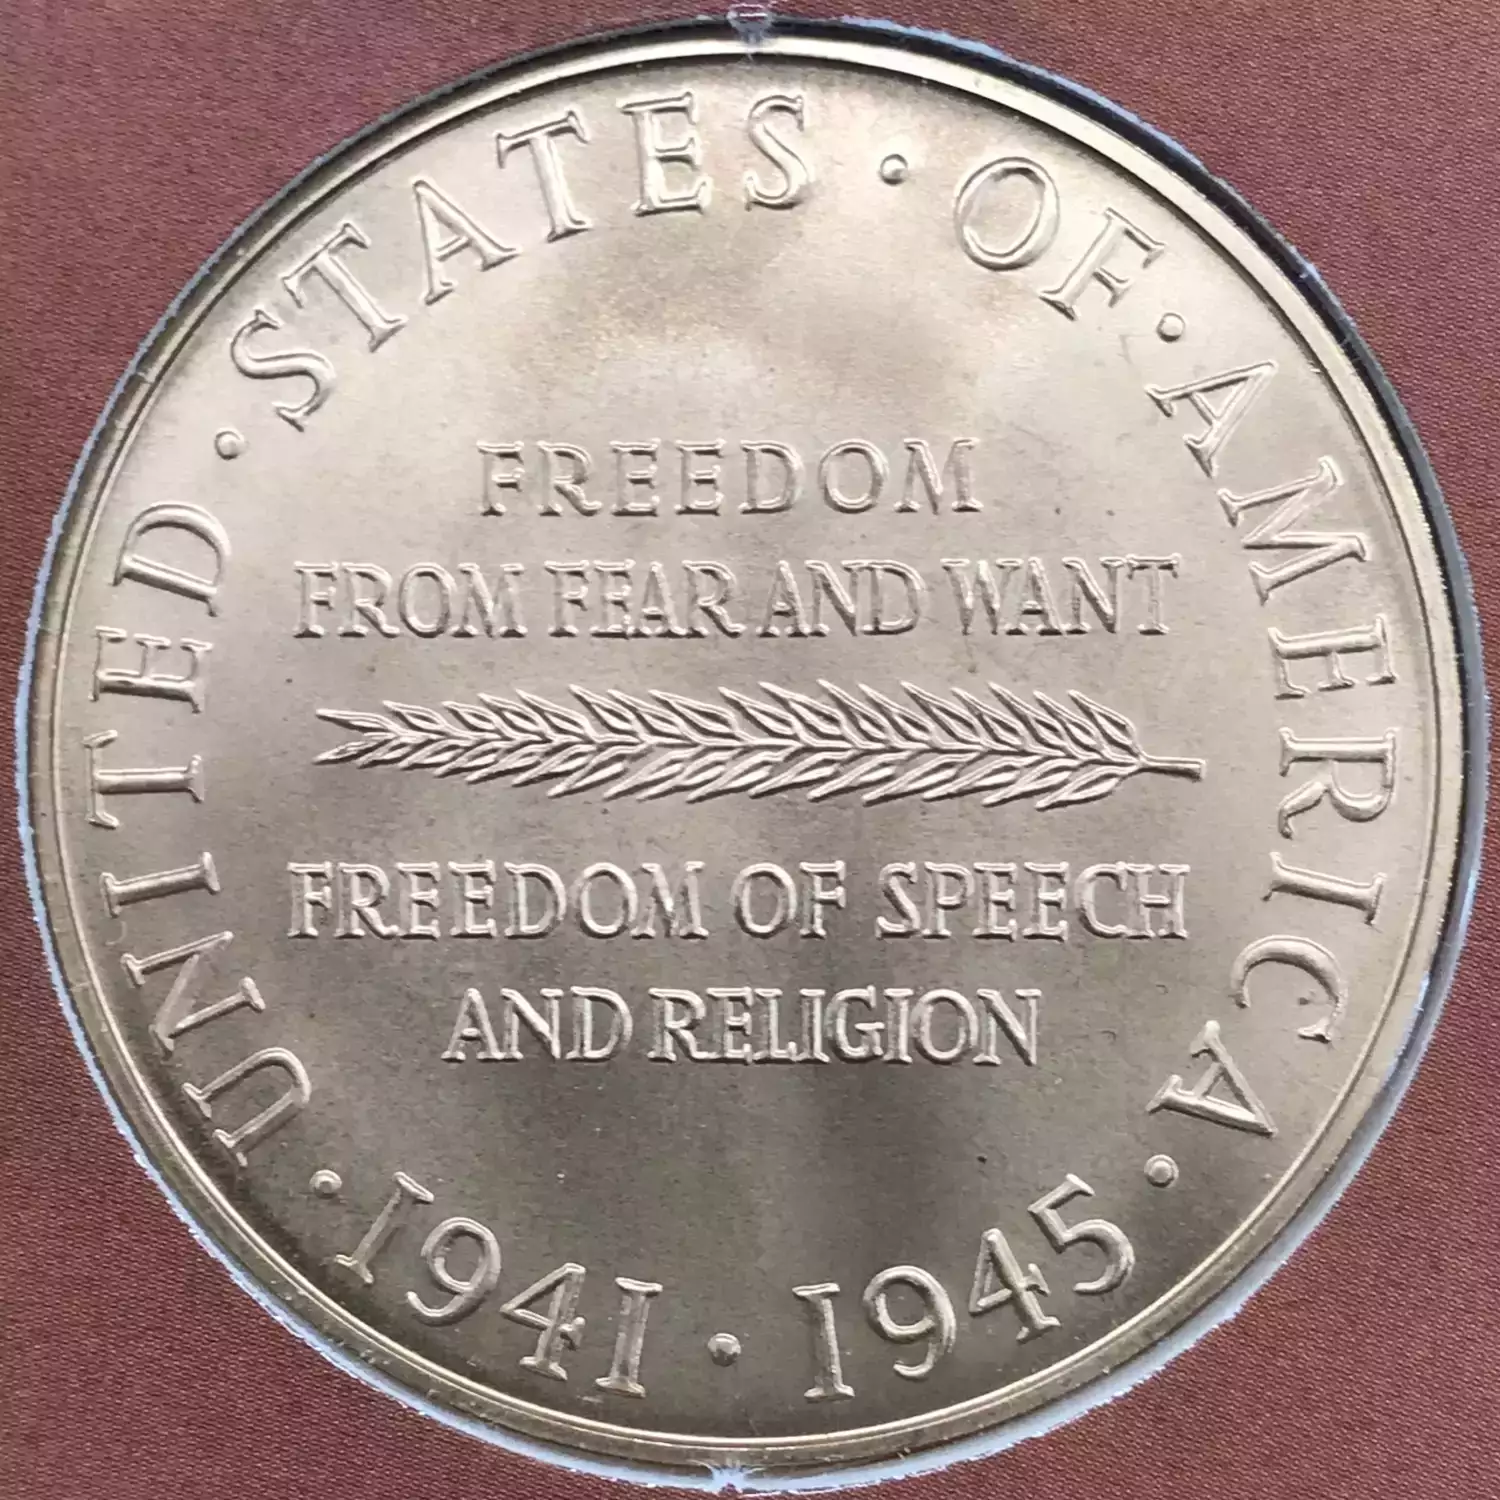 UNITED · STATES · OF · AMERICA
FREEDOM
FROM FEAR AND WANT
FREEDOM OF SPEECH
AND RELIGION
· 1941 · 1945 ·